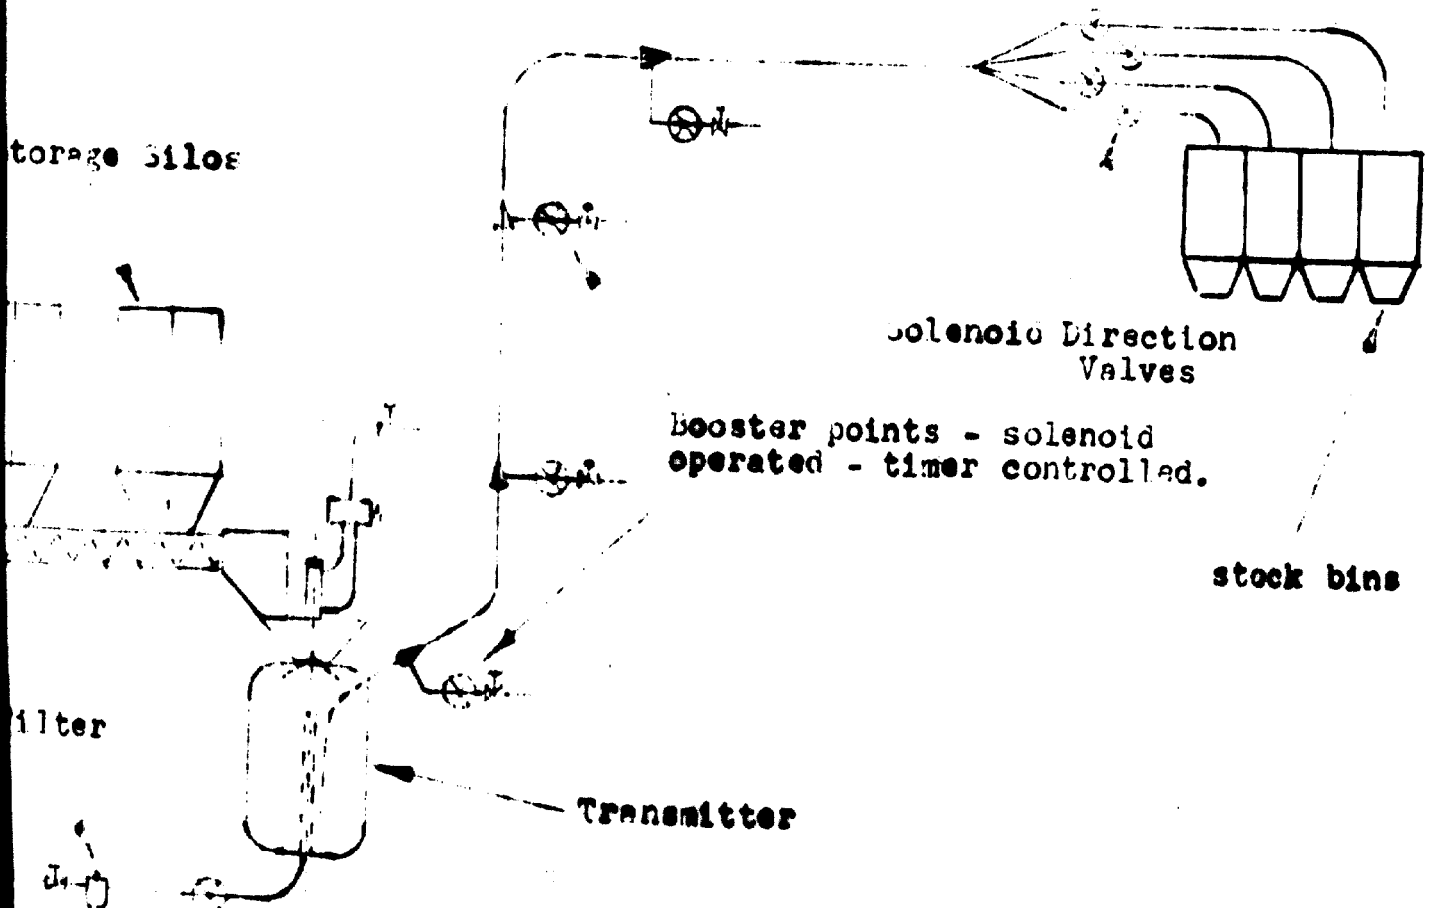 torage Silos
Solenoid Direction
Valves
Booster points - solenoid
operated - timer controlled.
stock bins
ilter
Transmitter